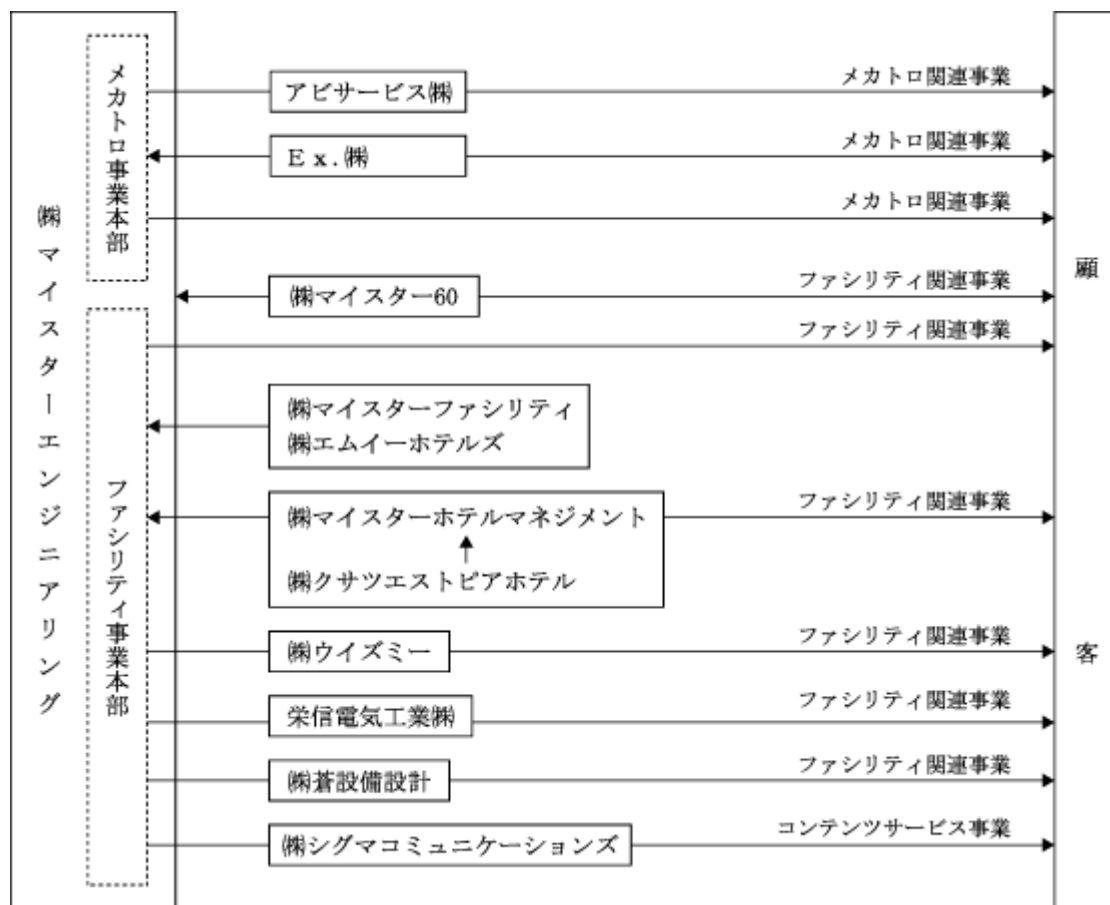 ㈱マイスターエンジニアリング
メカトロ事業本部
アビサービス㈱
メカトロ関連事業
Ｅｘ.㈱
メカトロ関連事業
メカトロ関連事業
㈱マイスター60
ファシリティ関連事業
ファシリティ関連事業
ファシリティ事業本部
㈱マイスターファシリティ
㈱エムイーホテルズ
㈱マイスターホテルマネジメント
ファシリティ関連事業
㈱クサツエストピアホテル
㈱ウイズミー
ファシリティ関連事業
栄信電気工業㈱
ファシリティ関連事業
㈱蒼設備設計
ファシリティ関連事業
㈱シグマコミュニケーションズ
コンテンツサービス事業
顧客